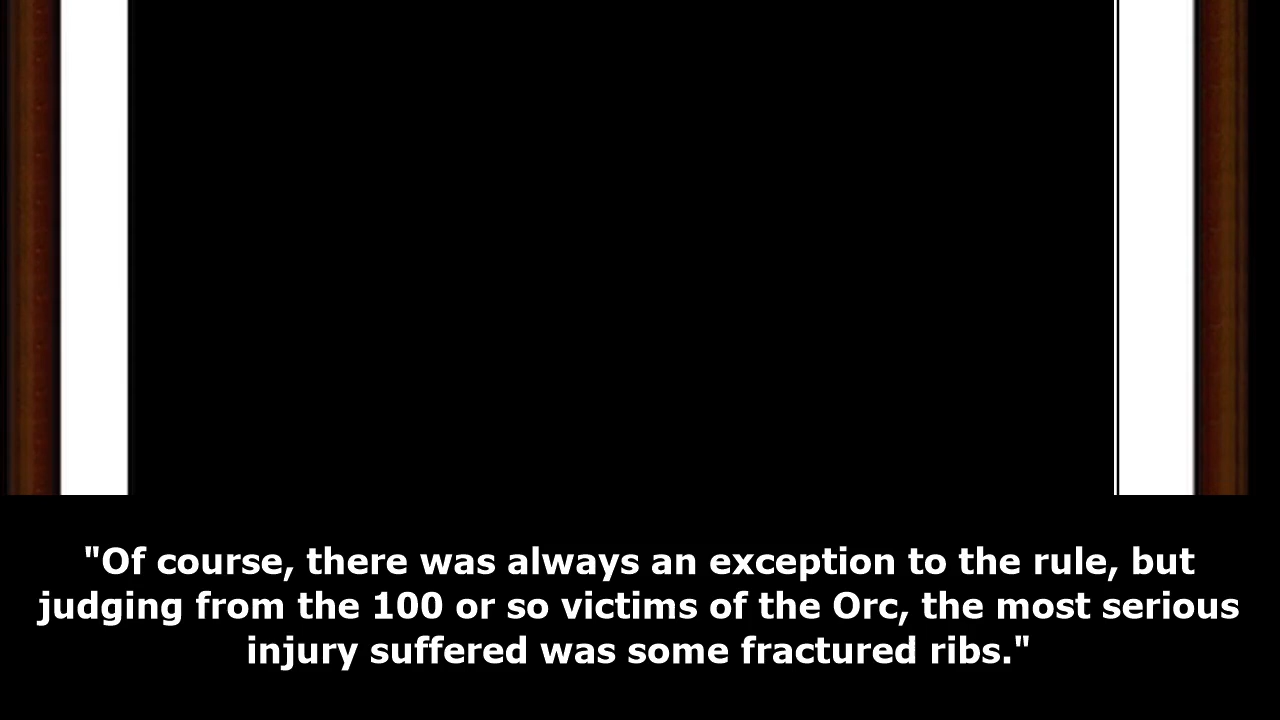 "Of course, there was always an exception to the rule, but
judging from the 100 or so victims of the Orc, the most serious
injury suffered was some fractured ribs."